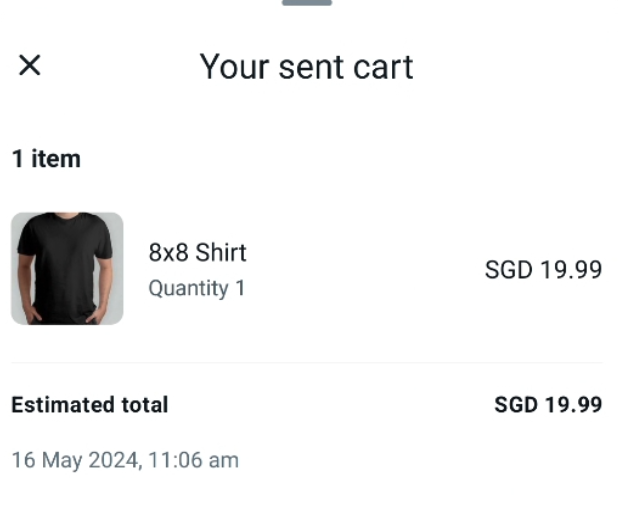 Your sent cart
1 item
8x8 Shirt
Quantity 1
SGD 19.99
Estimated total
SGD 19.99
16 May 2024, 11:06 am